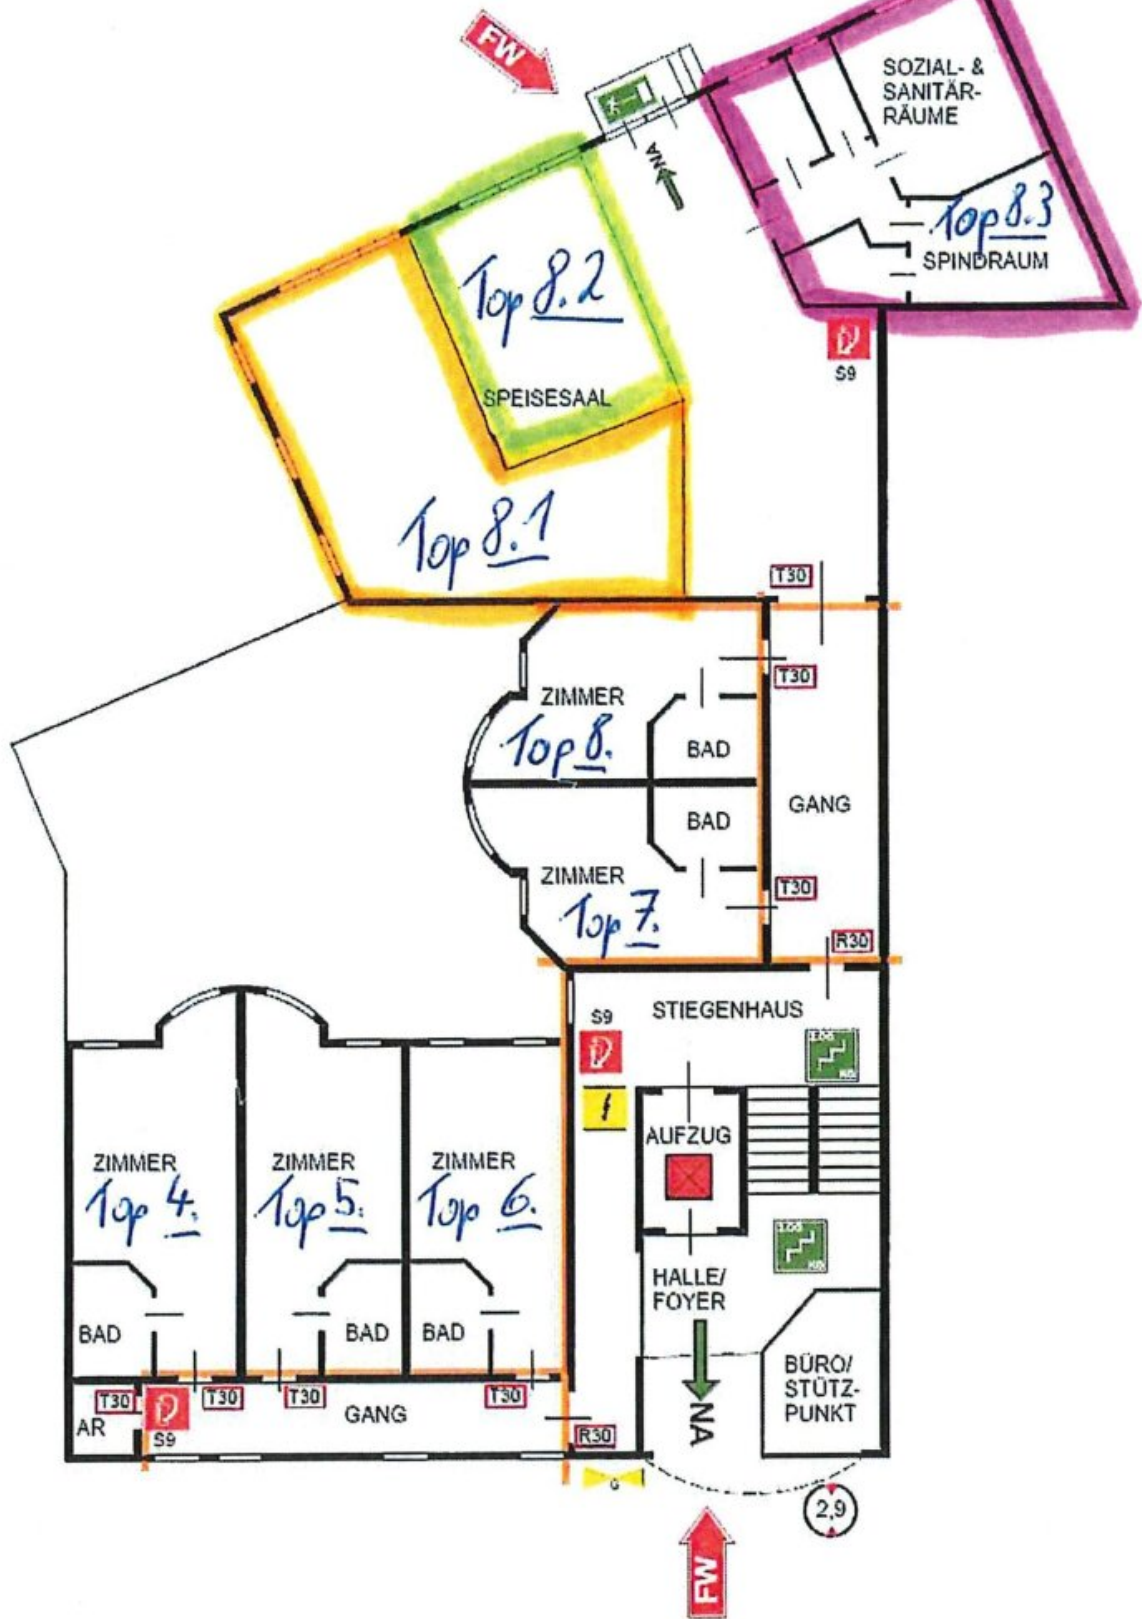 FW
SOZIAL- &
SANITÄR-
RÄUME
NA
Top 8.3
SPINDRAUM
Top 8.2
SPEISESAAL
S9
Top 8.1
T30
ZIMMER
T30
Top 8.
BAD
GANG
BAD
ZIMMER
T30
Top 7.
R30
S9
STIEGENHAUS
AUFZUG
ZIMMER
ZIMMER
ZIMMER
Top 4.
Top 5.
Top 6.
HALLE/
FOYER
BAD
BAD
BAD
BÜRO/
STÜTZ-
PUNKT
T30
T30
T30
T30
AR
S9
GANG
NA
R30
G
2,9
FW